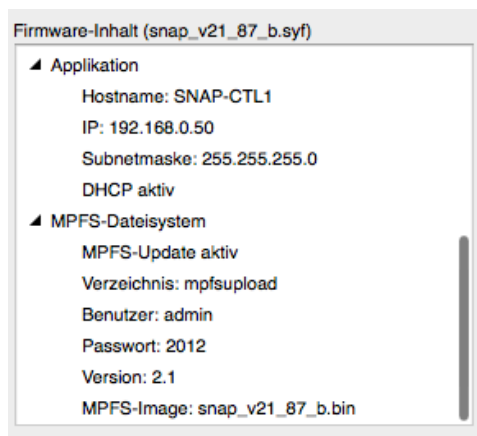 Firmware-Inhalt (snap_v21_87_b.syf)
Applikation
Hostname: SNAP-CTL1
IP: 192.168.0.50
Subnetmaske: 255.255.255.0
DHCP aktiv
MPFS-Dateisystem
MPFS-Update aktiv
Verzeichnis: mpfsupload
Benutzer: admin
Passwort: 2012
Version: 2.1
MPFS-Image: snap_v21_87_b.bin